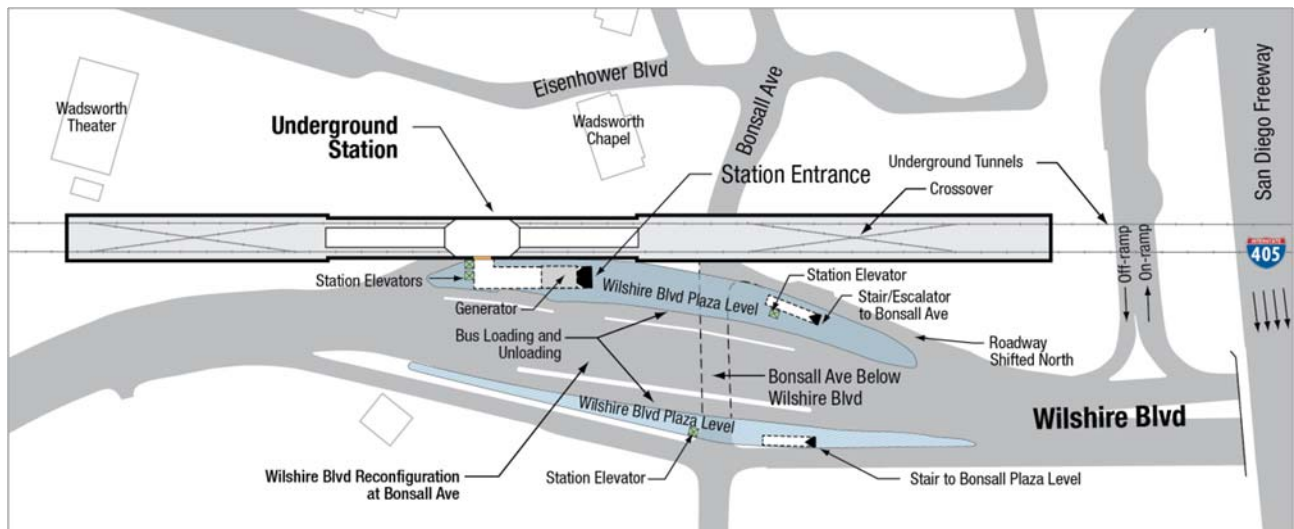 Eisenhower Blvd
Bonsall Ave
San Diego Freeway
Wadsworth
Theater
Wadsworth
Chapel
Underground
Station
Station Entrance
Underground Tunnels
Crossover
INTERSTATE
405
Off-ramp
On-ramp
Station Elevators
Generator
Wilshire Blvd Plaza Level
Station Elevator
Stair/Escalator
to Bonsall Ave
Bus Loading and
Unloading
Roadway
Shifted North
Bonsall Ave Below
Wilshire Blvd
Wilshire Blvd Plaza Level
Wilshire Blvd
Wilshire Blvd Reconfiguration
at Bonsall Ave
Station Elevator
Stair to Bonsall Plaza Level